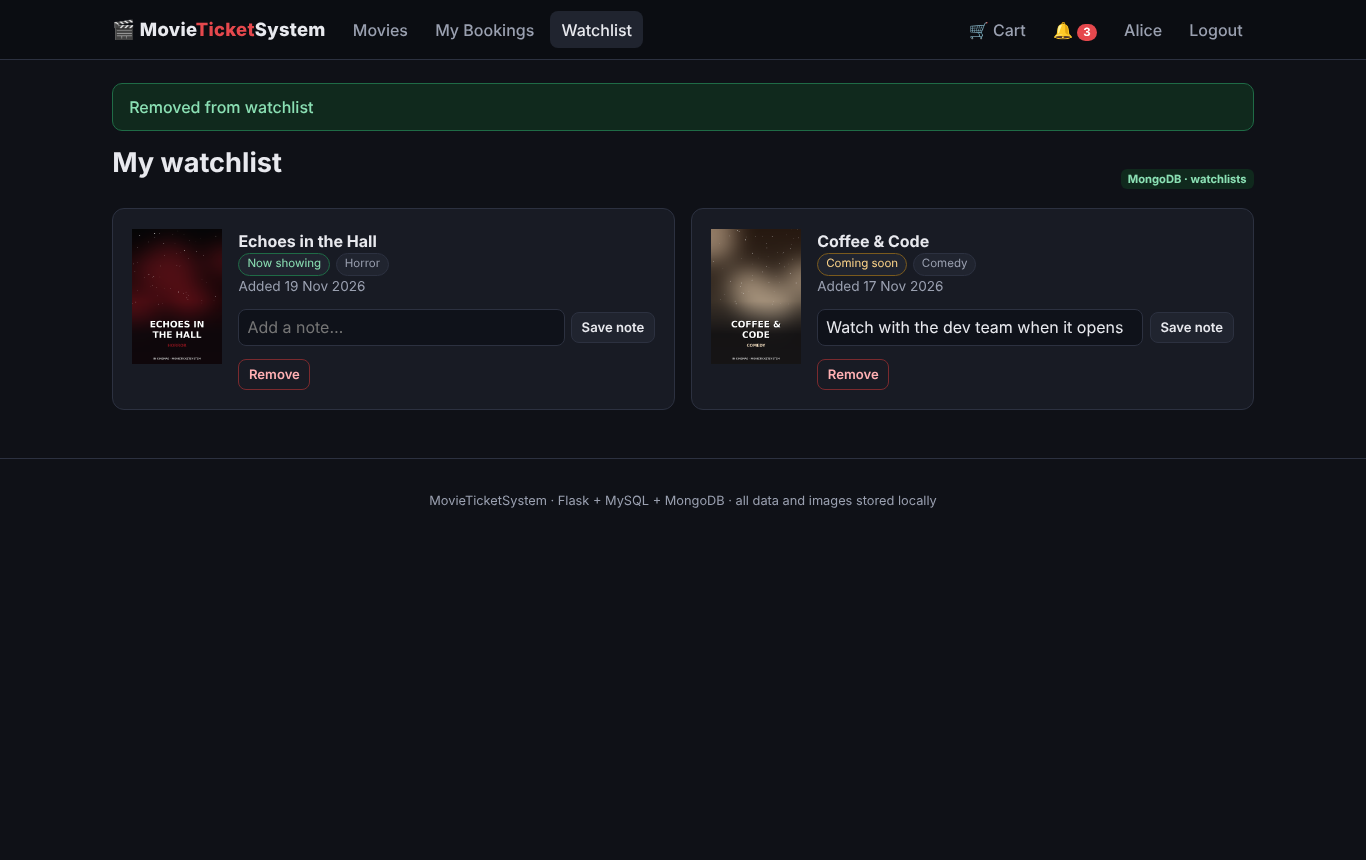 🎬 MovieTicketSystem Movies My Bookings Watchlist 🛒 Cart 🔔 3 Alice Logout
Removed from watchlist
My watchlist
MongoDB · watchlists
ECHOES IN
THE HALL
Echoes in the Hall
Now showing Horror
Added 19 Nov 2026
Add a note...
Save note
Remove
COFFEE &
CODE
COMEDY
Coffee & Code
Coming soon Comedy
Added 17 Nov 2026
Watch with the dev team when it opens
Save note
Remove
MovieTicketSystem · Flask + MySQL + MongoDB · all data and images stored locally